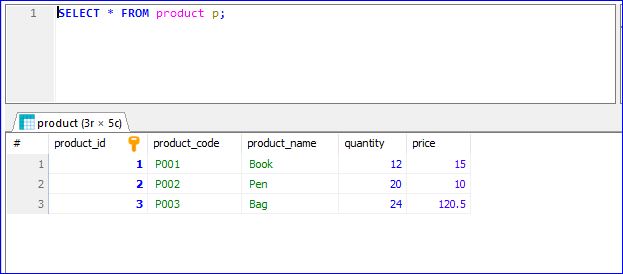 1 SELECT * FROM product p;
product (3r × 5c)
# product_id product_code product_name quantity price
1 1 P001 Book 12 15
2 2 P002 Pen 20 10
3 3 P003 Bag 24 120.5